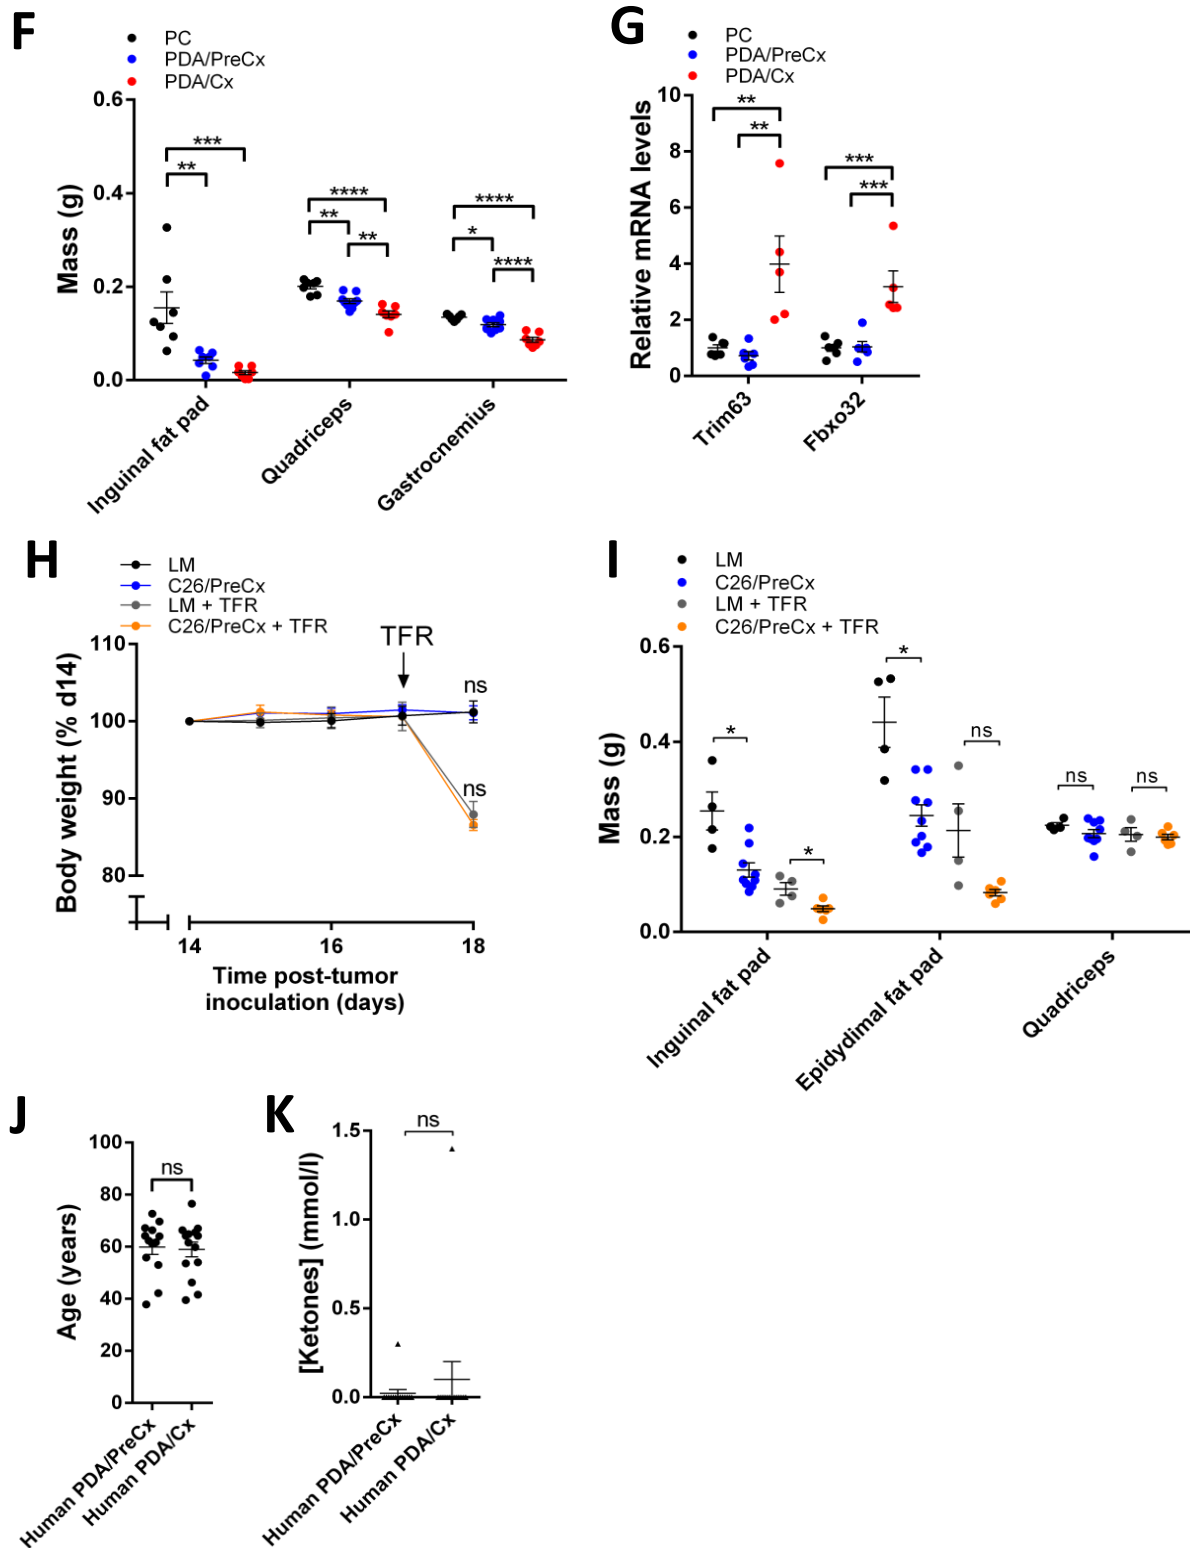 F
PC
PDA/PreCx
PDA/Cx
Mass (g)
0.6
0.4
0.2
0.0
***
**
****
**
**
****
*
****
Inguinal fat pad
Quadriceps
Gastrocnemius
G
PC
PDA/PreCx
PDA/Cx
Relative mRNA levels
10
8
6
4
2
0
**
**
***
***
Trim63
Fbxo32
H
LM
C26/PreCx
LM + TFR
C26/PreCx + TFR
Body weight (% d14)
110
100
90
80
TFR
ns
ns
14
16
18
Time post-tumor
inoculation (days)
I
LM
C26/PreCx
LM + TFR
C26/PreCx + TFR
Mass (g)
0.6
0.4
0.2
0.0
*
*
*
ns
ns
ns
Inguinal fat pad
Epidydimal fat pad
Quadriceps
J
Age (years)
100
80
60
40
20
0
ns
Human PDA/PreCx
Human PDA/Cx
K
[Ketones] (mmol/l)
1.5
1.0
0.5
0.0
ns
Human PDA/PreCx
Human PDA/Cx